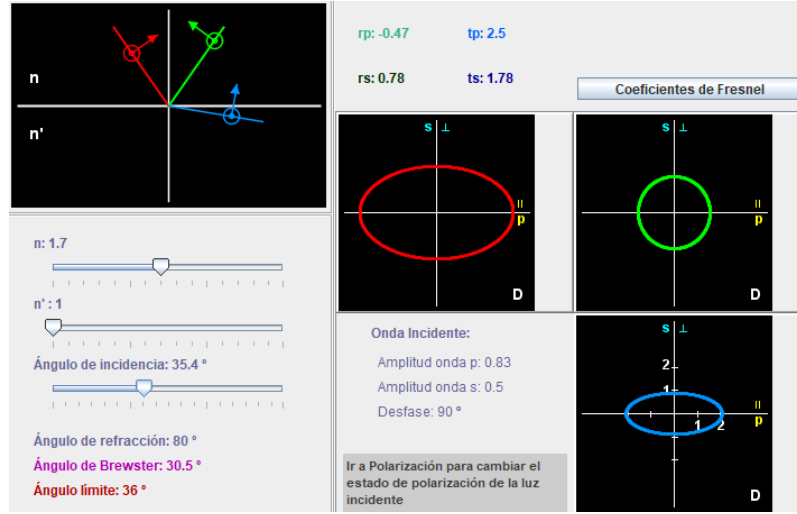 n
n'
n: 1.7
n' : 1
Ángulo de incidencia: 35.4 º
Ángulo de refracción: 80 º
Ángulo de Brewster: 30.5 º
Ángulo límite: 36 º
rp: -0.47 tp: 2.5
rs: 0.78 ts: 1.78
Coeficientes de Fresnel
s ⊥
=
p
D
s ⊥
=
p
D
Onda Incidente:
Amplitud onda p: 0.83
Amplitud onda s: 0.5
Desfase: 90 º
Ir a Polarización para cambiar el
estado de polarización de la luz
incidente
s ⊥
2
1
=
1 2 p
D